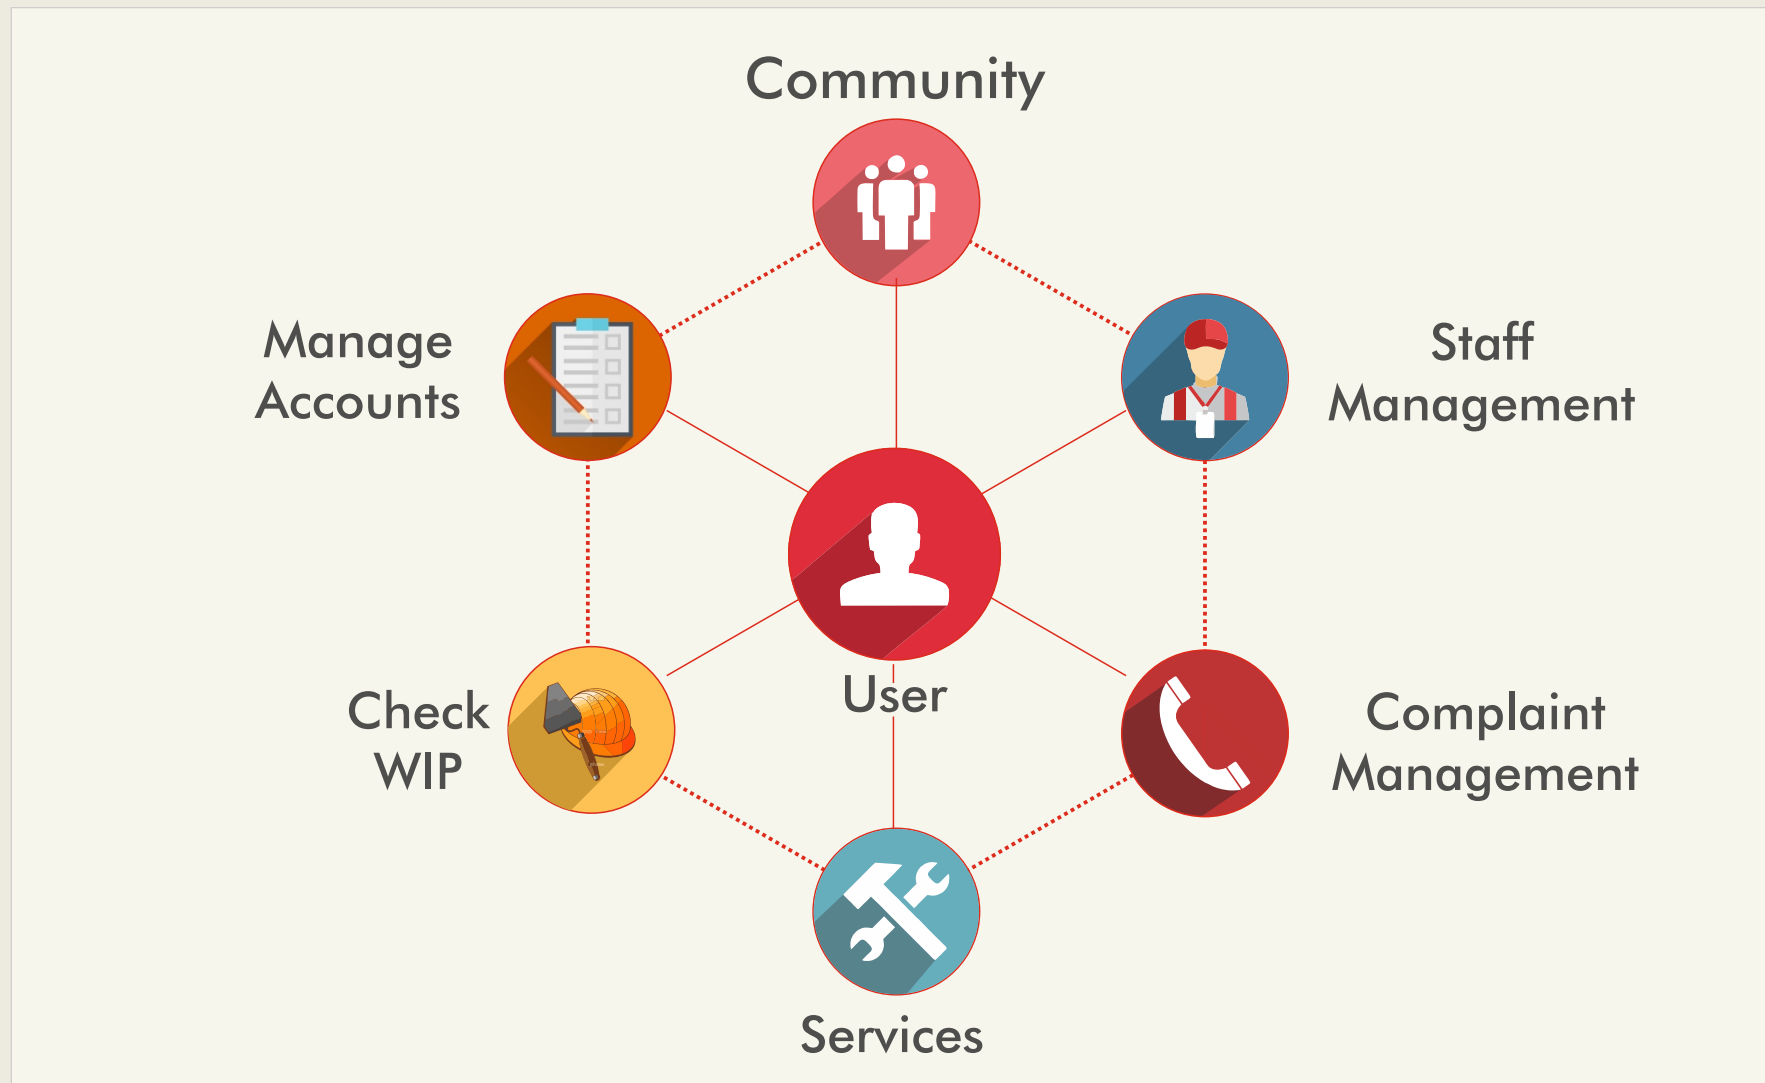 Community
Manage
Accounts
Staff
Management
User
Check
WIP
Complaint
Management
Services